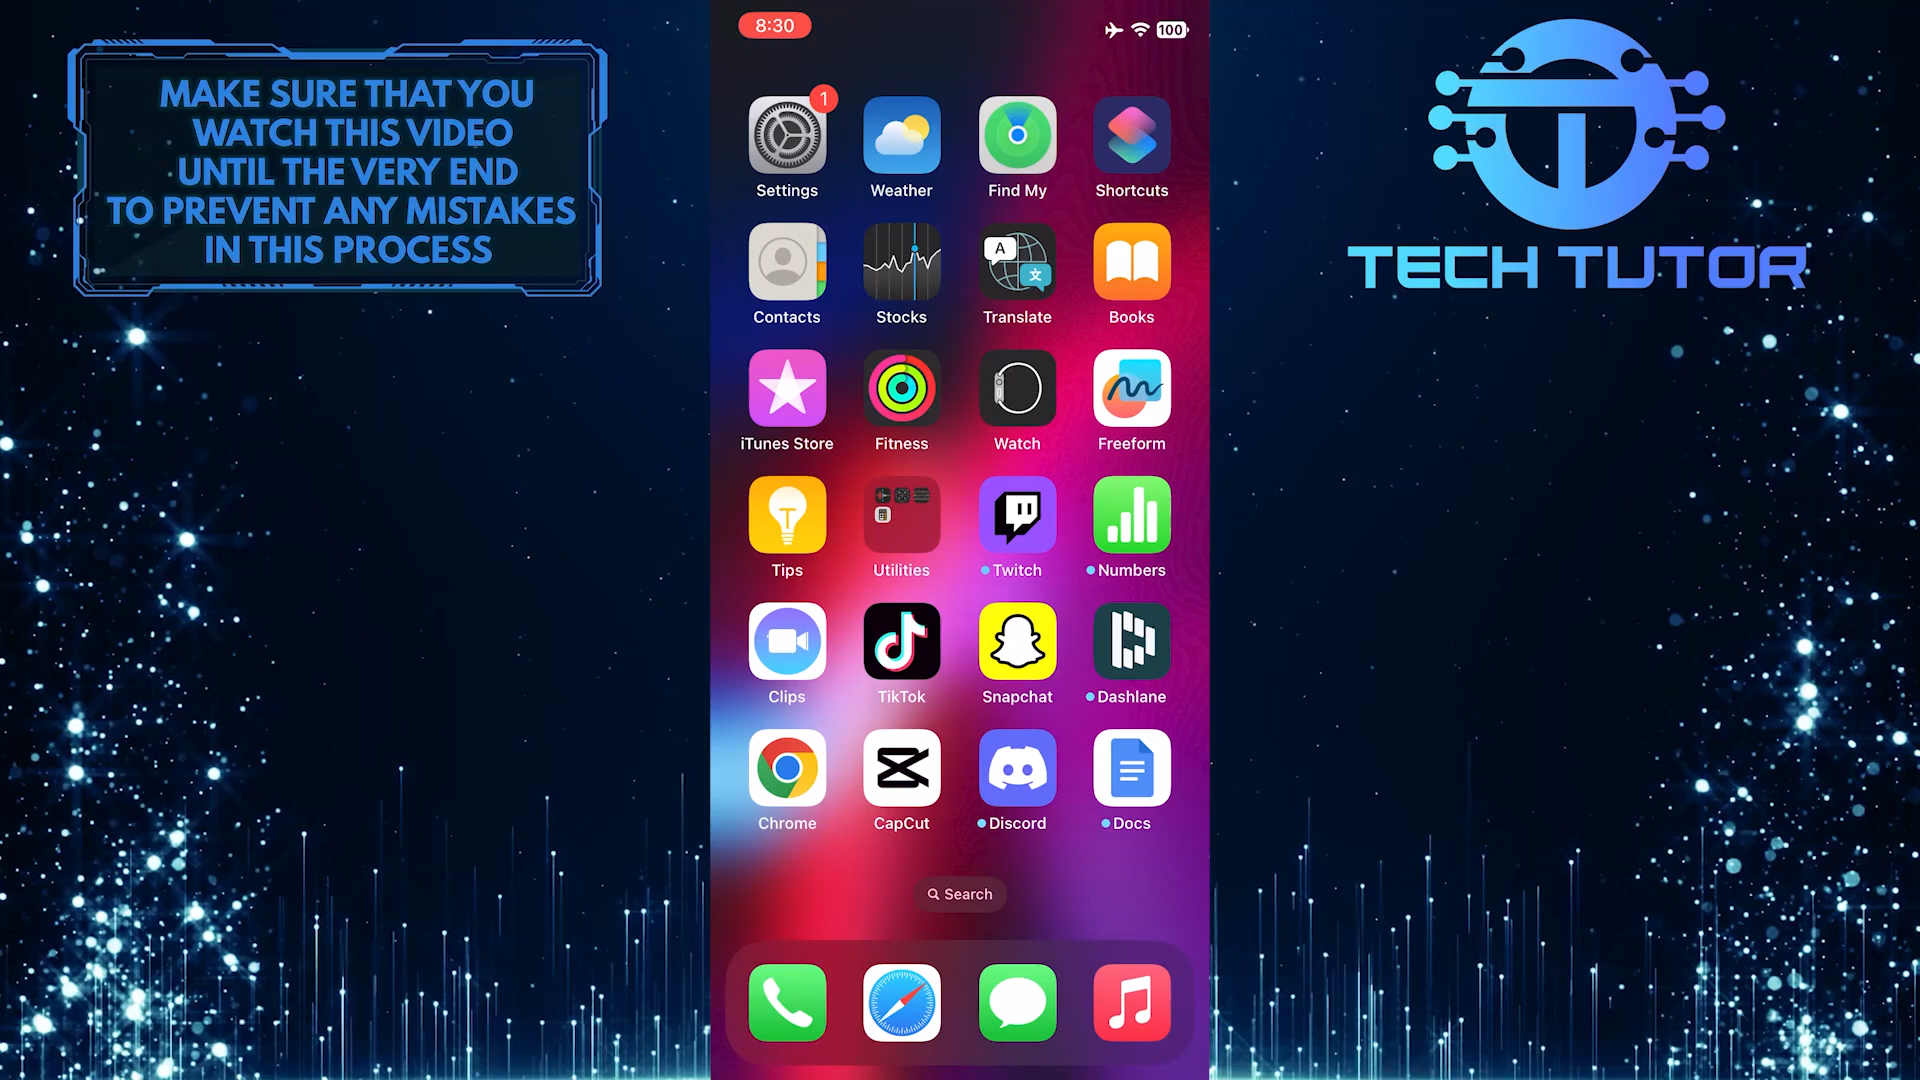 MAKE SURE THAT YOU
WATCH THIS VIDEO
UNTIL THE VERY END
TO PREVENT ANY MISTAKES
IN THIS PROCESS
8:30
100
1
Settings
Weather
Find My
Shortcuts
A
文
Contacts
Stocks
Translate
Books
iTunes Store
Fitness
Watch
Freeform
Tips
Utilities
Twitch
Numbers
Clips
TikTok
Snapchat
Dashlane
Chrome
CapCut
Discord
Docs
Search
TECH TUTOR